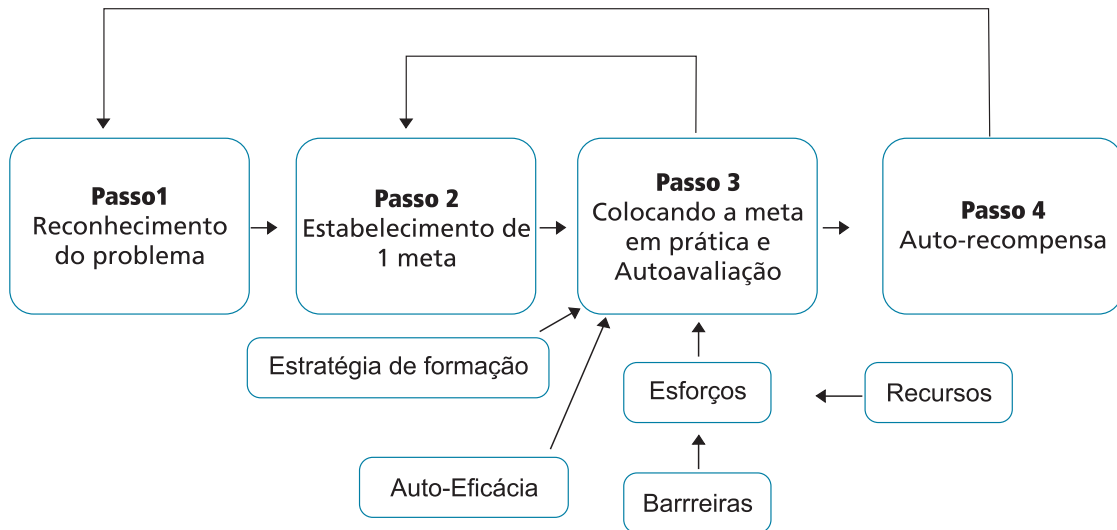 Passo1
Reconhecimento
do problema
Passo 2
Estabelecimento de
1 meta
Passo 3
Colocando a meta
em prática e
Autoavaliação
Passo 4
Auto-recompensa
Estratégia de formação
Esforços
Recursos
Auto-Eficácia
Barrreiras